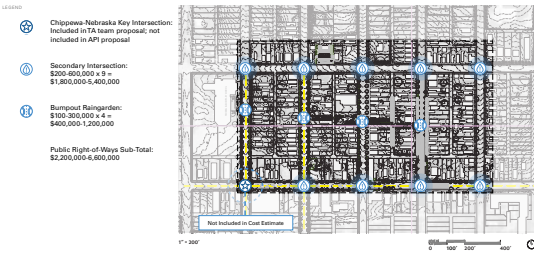 LEGEND
Chippewa-Nebraska Key Intersection:
Included in TA team proposal; not
included in API proposal
Secondary Intersection:
$200-600,000 x 9 =
$1,800,000-5,400,000
Bumpout Raingarden:
$100-300,000 x 4 =
$400,000-1,200,000
Public Right-of-Ways Sub-Total:
$2,200,000-6,600,000
Not Included in Cost Estimate
1" = 200'
0 100' 200' 400'